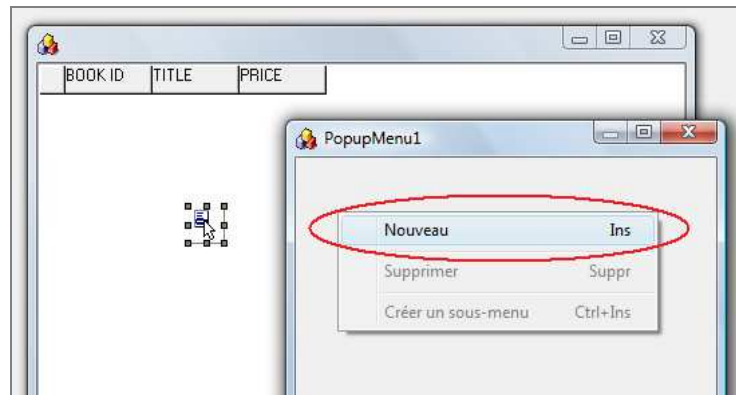 BOOK ID TITLE PRICE
PopupMenu1
Nouveau Ins
Supprimer Suppr
Créer un sous-menu Ctrl+Ins